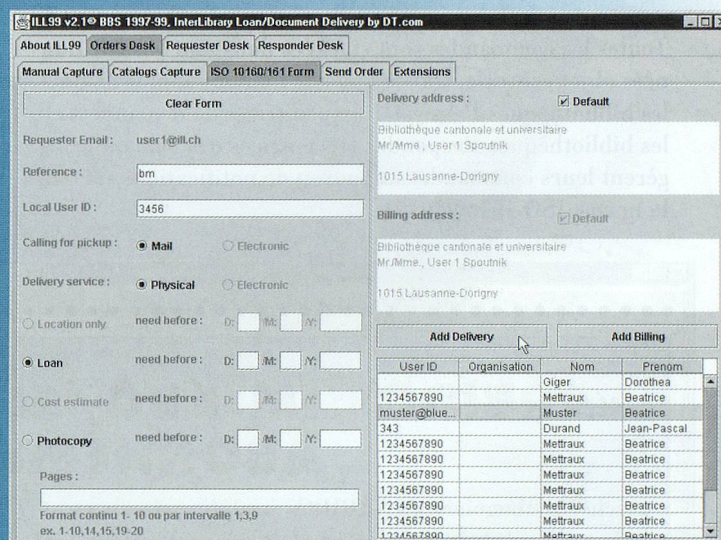 ILL99 v2.1© BBS 1997-99, InterLibrary Loan/Document Delivery by DT.com
About ILL99 Orders Desk Requester Desk Responder Desk
Manual Capture Catalogs Capture ISO 10160/161 Form Send Order Extensions
Clear Form
Requester Email : user1@ill.ch
Reference : bm
Local User ID : 3456
Calling for pickup : Mail Electronic
Delivery service : Physical Electronic
Location only need before : D: /M: /Y:
Loan need before : D: /M: /Y:
Cost estimate need before : D: /M: /Y:
Photocopy need before : D: /M: /Y:
Pages :
Format continu 1- 10 ou par intervalle 1,3,9
ex. 1-10,14,15,19-20
Delivery address : Default
Bibliothèque cantonale et universitaire
Mr/Mme., User 1 Spoutnik
1015 Lausanne-Dorigny
Billing address : Default
Bibliothèque cantonale et universitaire
Mr/Mme., User 1 Spoutnik
1015 Lausanne-Dorigny
Add Delivery Add Billing
User ID Organisation Nom Prenom
Giger Dorothea
1234567890 Mettraux Beatrice
muster@blue... Muster Beatrice
343 Durand Jean-Pascal
1234567890 Mettraux Beatrice
1234567890 Mettraux Beatrice
1234567890 Mettraux Beatrice
1234567890 Mettraux Beatrice
1234567890 Mettraux Beatrice
1234567890 Mettraux Beatrice
1234567890 Mettraux Beatrice